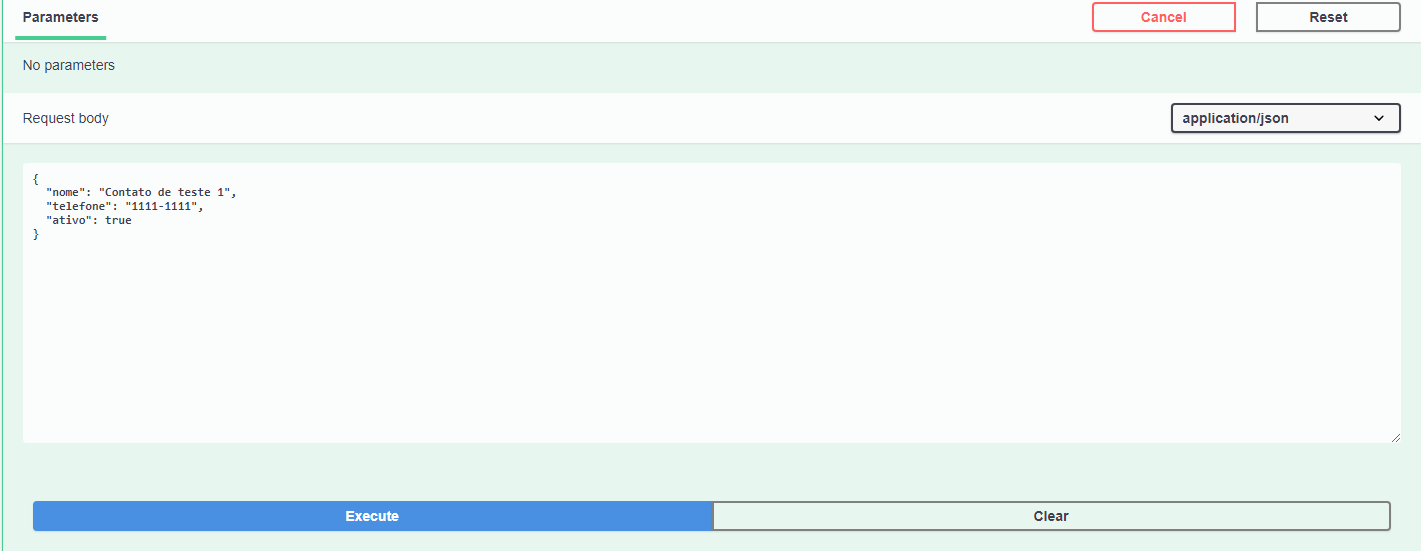 Parameters
Cancel
Reset
No parameters
Request body
application/json
{
  "nome": "Contato de teste 1",
  "telefone": "1111-1111",
  "ativo": true
}
Execute
Clear